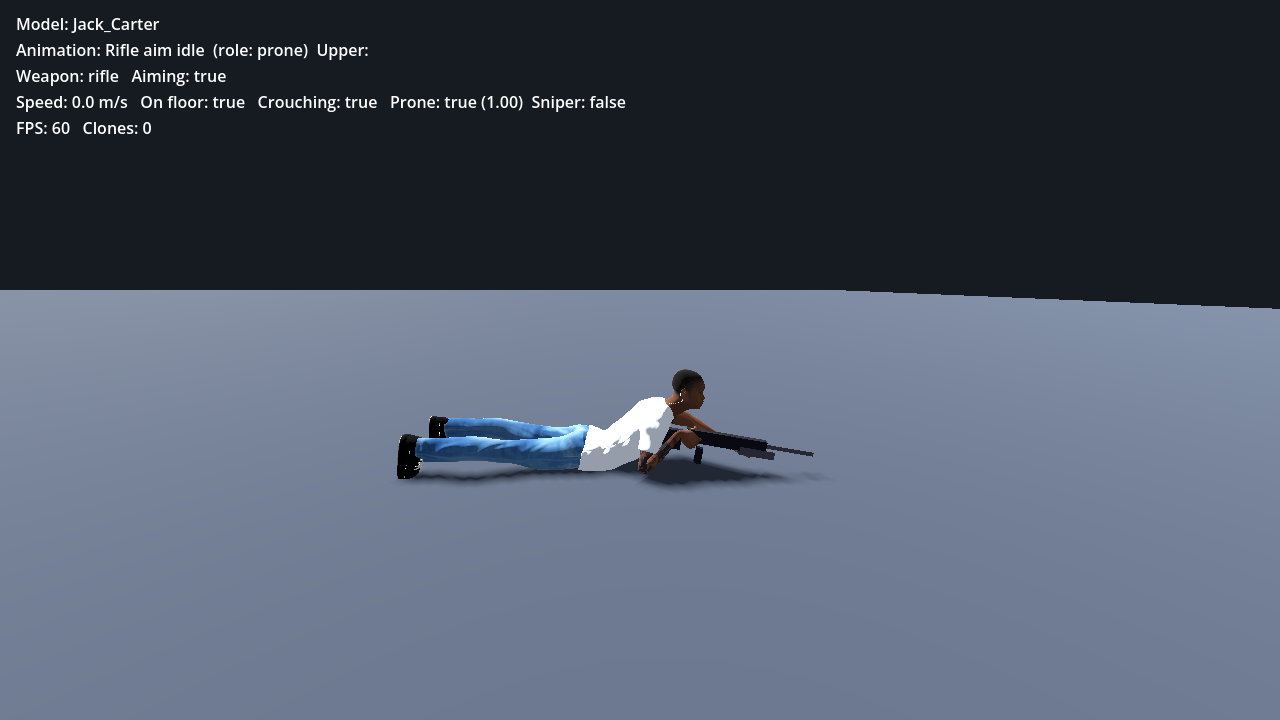 Model: Jack_Carter
Animation: Rifle aim idle (role: prone) Upper:
Weapon: rifle Aiming: true
Speed: 0.0 m/s On floor: true Crouching: true Prone: true (1.00) Sniper: false
FPS: 60 Clones: 0